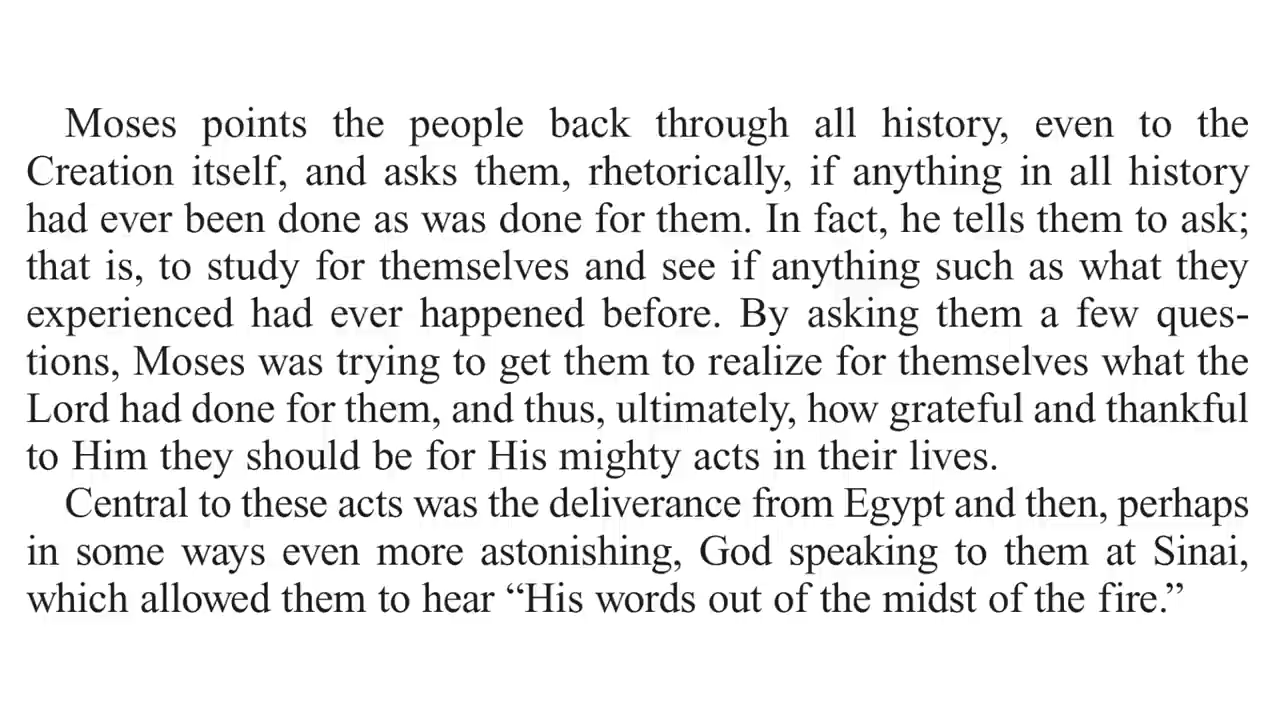 Moses points the people back through all history, even to the
Creation itself, and asks them, rhetorically, if anything in all history
had ever been done as was done for them. In fact, he tells them to ask;
that is, to study for themselves and see if anything such as what they
experienced had ever happened before. By asking them a few ques-
tions, Moses was trying to get them to realize for themselves what the
Lord had done for them, and thus, ultimately, how grateful and thankful
to Him they should be for His mighty acts in their lives.
Central to these acts was the deliverance from Egypt and then, perhaps
in some ways even more astonishing, God speaking to them at Sinai,
which allowed them to hear “His words out of the midst of the fire.”